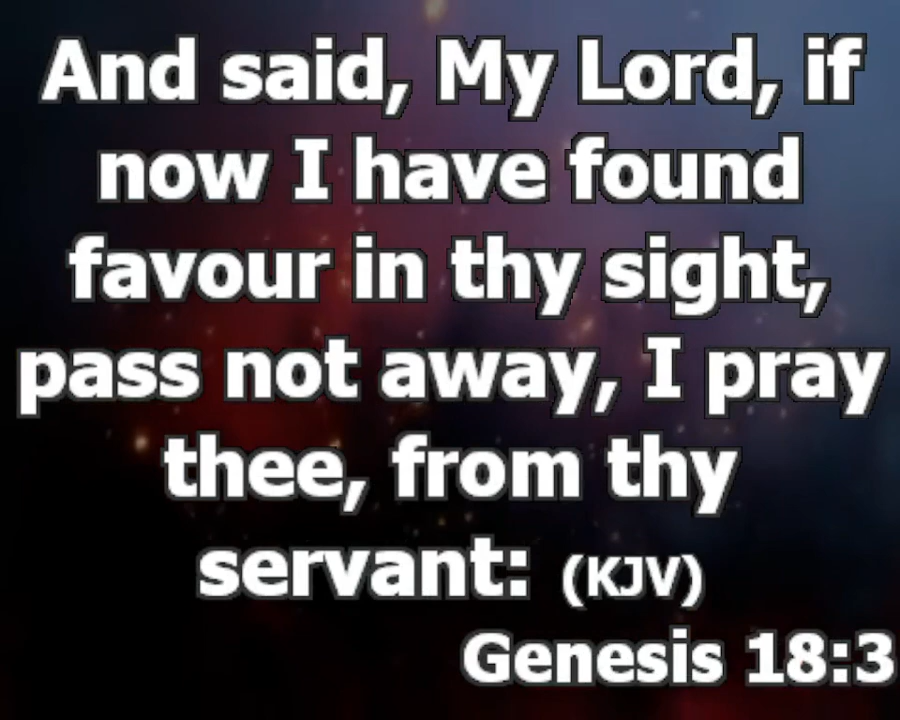 And said, My Lord, if
now I have found
favour in thy sight,
pass not away, I pray
thee, from thy
servant: (KJV)
Genesis 18:3